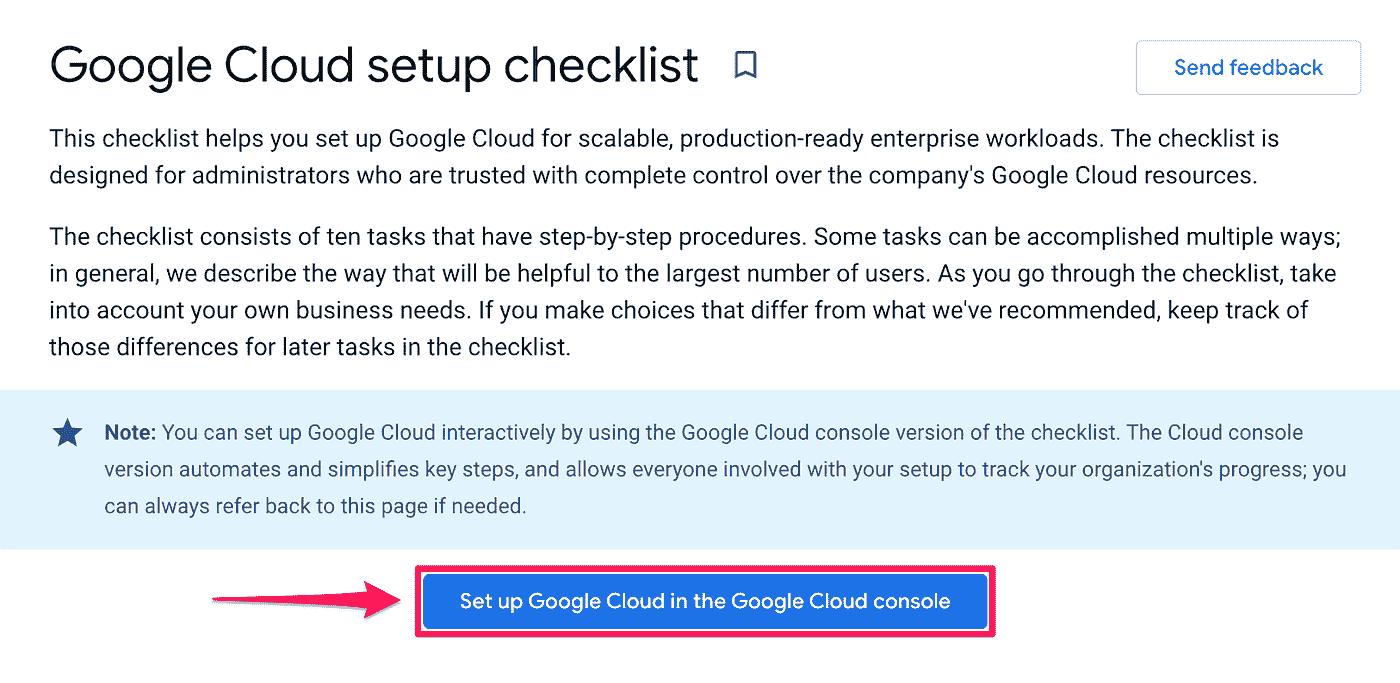 Google Cloud setup checklist
Send feedback
This checklist helps you set up Google Cloud for scalable, production-ready enterprise workloads. The checklist is
designed for administrators who are trusted with complete control over the company's Google Cloud resources.
The checklist consists of ten tasks that have step-by-step procedures. Some tasks can be accomplished multiple ways;
in general, we describe the way that will be helpful to the largest number of users. As you go through the checklist, take
into account your own business needs. If you make choices that differ from what we've recommended, keep track of
those differences for later tasks in the checklist.
Note: You can set up Google Cloud interactively by using the Google Cloud console version of the checklist. The Cloud console
version automates and simplifies key steps, and allows everyone involved with your setup to track your organization's progress; you
can always refer back to this page if needed.
Set up Google Cloud in the Google Cloud console